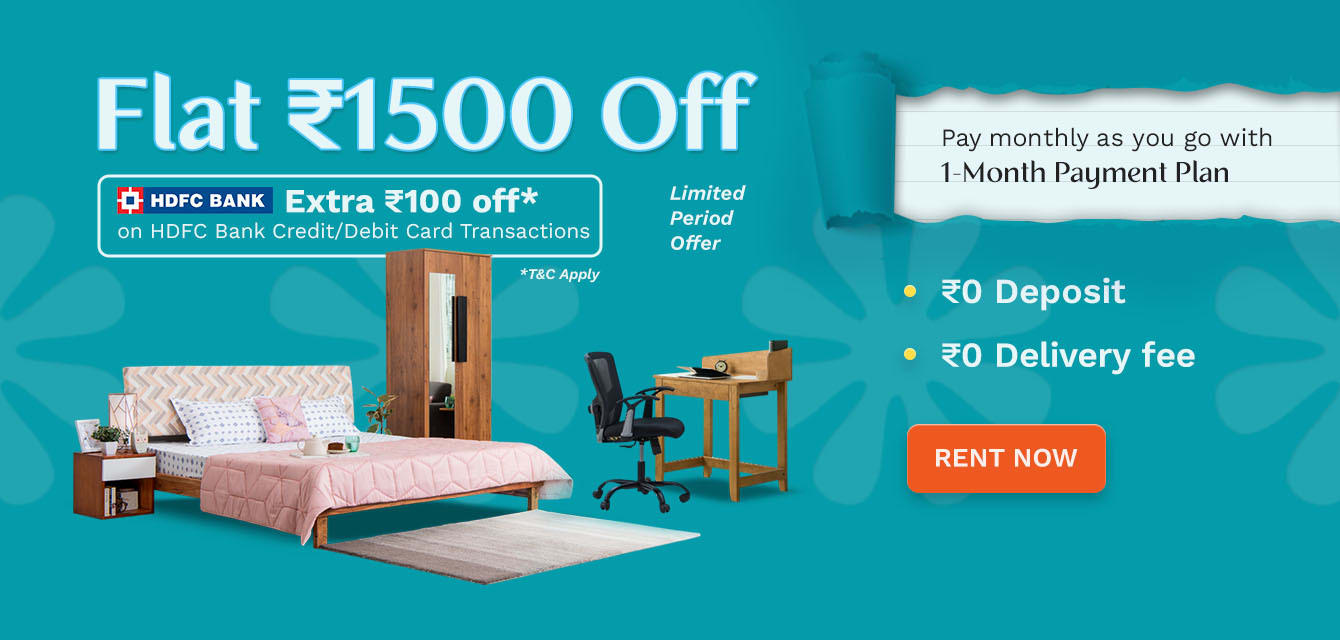 Flat ₹1500 Off
HDFC BANK Extra ₹100 off*
on HDFC Bank Credit/Debit Card Transactions
*T&C Apply
Limited
Period
Offer
Pay monthly as you go with
1-Month Payment Plan
₹0 Deposit
₹0 Delivery fee
RENT NOW